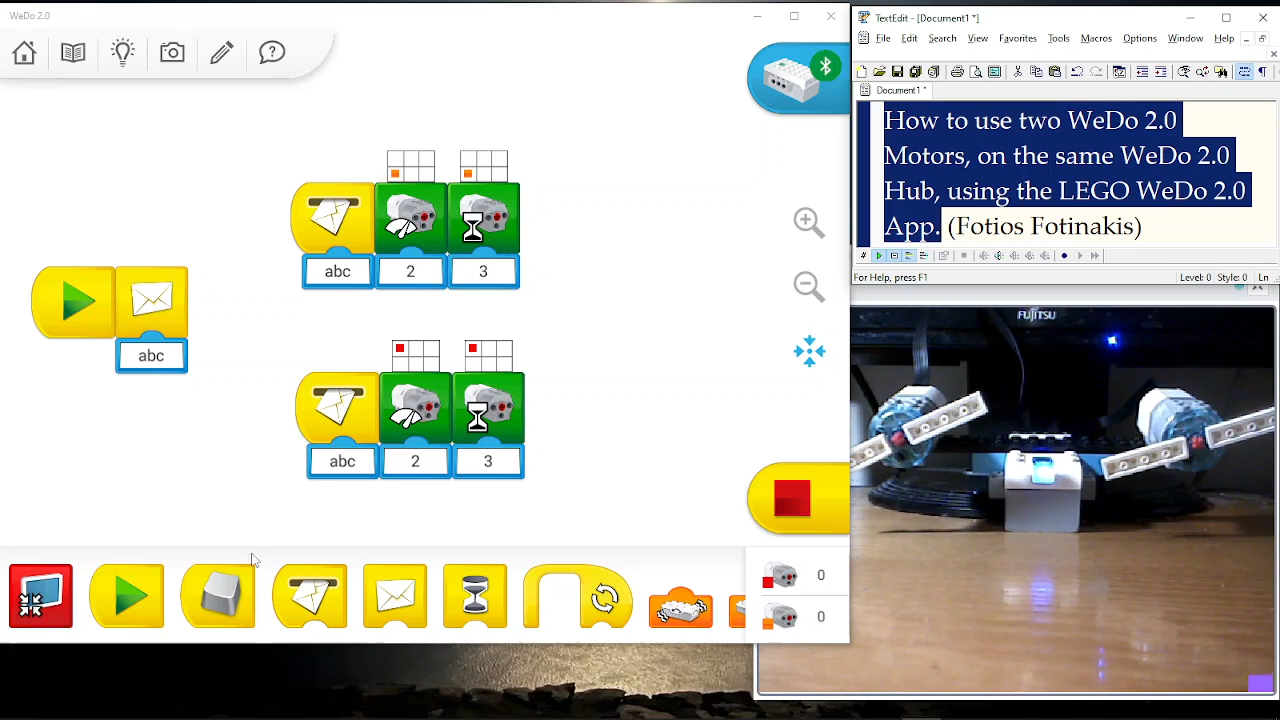 WeDo 2.0
abc
2
3
abc
abc
2
3
0
0
TextEdit - [Document1 *]
File Edit Search View Favorites Tools Macros Options Window Help
Document1 *
How to use two WeDo 2.0
Motors, on the same WeDo 2.0
Hub, using the LEGO WeDo 2.0
App. (Fotios Fotinakis)
For Help, press F1
Level: 0 Style: 0 Ln
FUJITSU